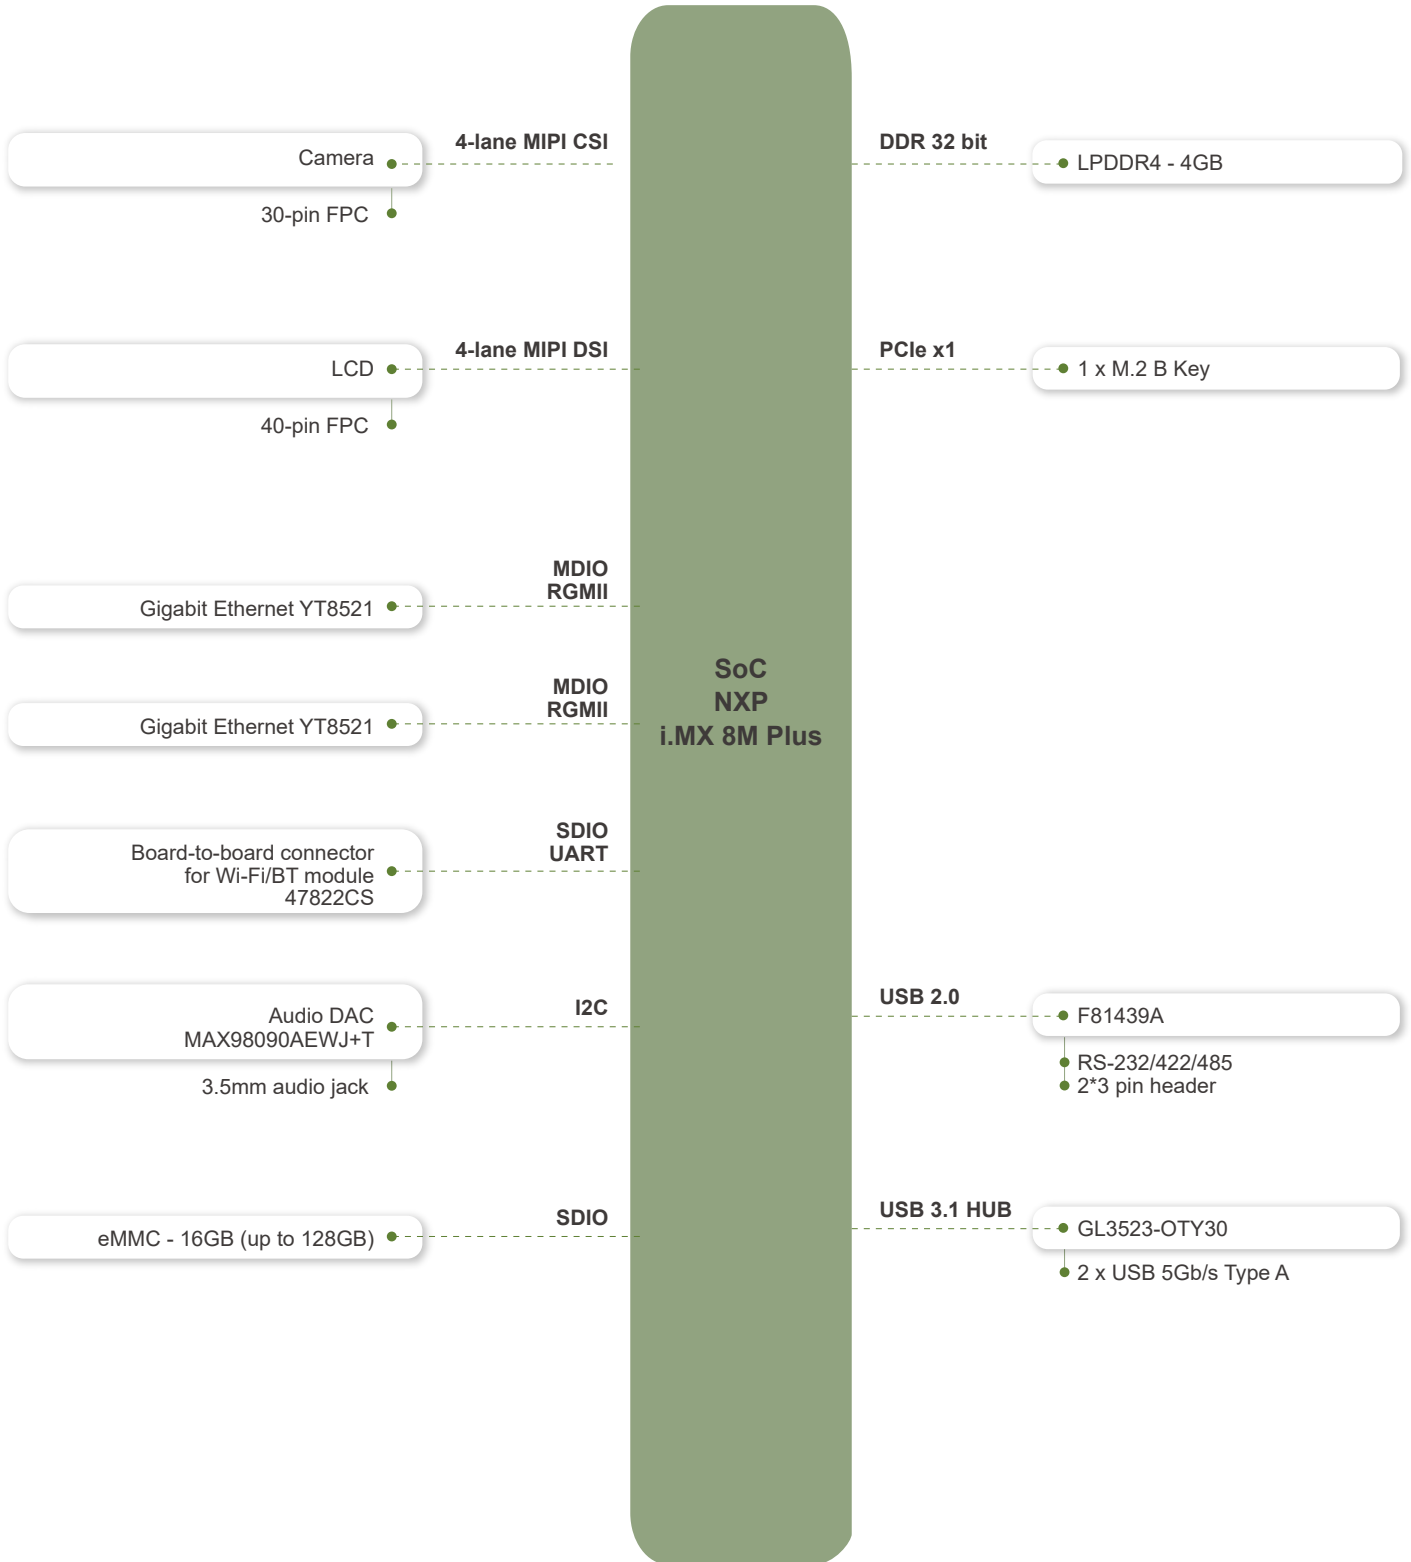 4-lane MIPI CSI
Camera
30-pin FPC
DDR 32 bit
LPDDR4 - 4GB
4-lane MIPI DSI
LCD
40-pin FPC
PCIe x1
1 x M.2 B Key
MDIO
RGMII
Gigabit Ethernet YT8521
MDIO
RGMII
Gigabit Ethernet YT8521
SoC
NXP
i.MX 8M Plus
SDIO
UART
Board-to-board connector
for Wi-Fi/BT module
47822CS
I2C
Audio DAC
MAX98090AEWJ+T
3.5mm audio jack
USB 2.0
F81439A
RS-232/422/485
2*3 pin header
SDIO
eMMC - 16GB (up to 128GB)
USB 3.1 HUB
GL3523-OTY30
2 x USB 5Gb/s Type A